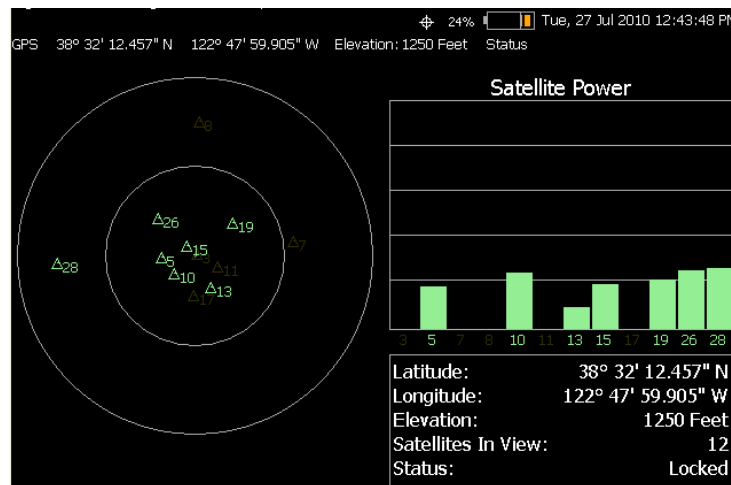 24% Tue, 27 Jul 2010 12:43:48 PM
GPS 38° 32' 12.457" N 122° 47' 59.905" W Elevation: 1250 Feet Status
Satellite Power
8
26
19
15
7
5
3
28
11
10
13
17
3 5 7 8 10 11 13 15 17 19 26 28
Latitude: 38° 32' 12.457" N
Longitude: 122° 47' 59.905" W
Elevation: 1250 Feet
Satellites In View: 12
Status: Locked